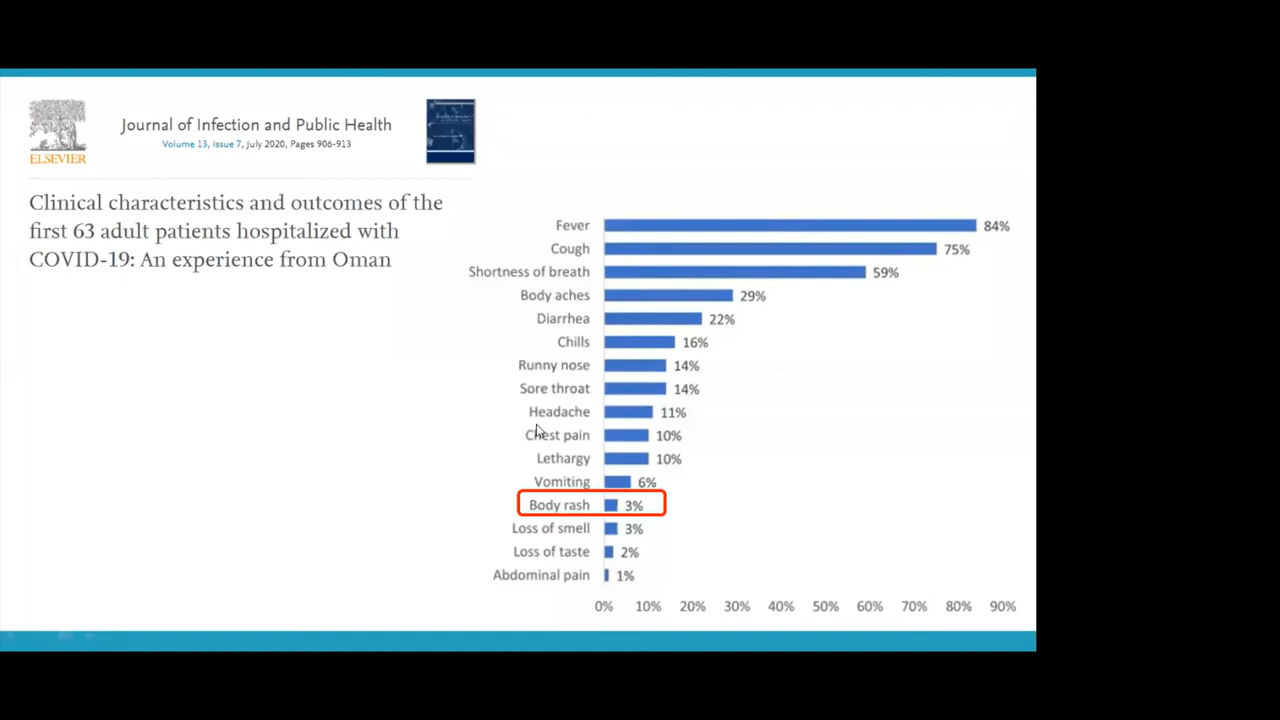 ELSEVIER
Journal of Infection and Public Health
Volume 13, Issue 7, July 2020, Pages 906-913
Clinical characteristics and outcomes of the
first 63 adult patients hospitalized with
COVID-19: An experience from Oman
Fever 84%
Cough 75%
Shortness of breath 59%
Body aches 29%
Diarrhea 22%
Chills 16%
Runny nose 14%
Sore throat 14%
Headache 11%
Chest pain 10%
Lethargy 10%
Vomiting 6%
Body rash 3%
Loss of smell 3%
Loss of taste 2%
Abdominal pain 1%
0% 10% 20% 30% 40% 50% 60% 70% 80% 90%